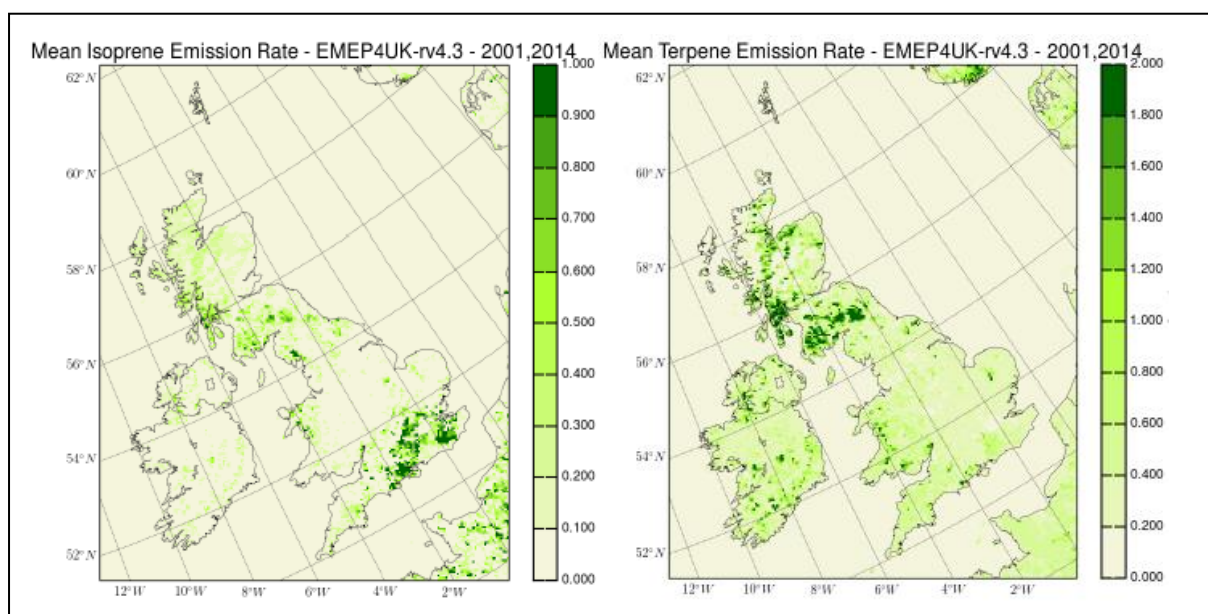 Mean Isoprene Emission Rate - EMEP4UK-rv4.3 - 2001,2014
62°N
60°N
58°N
56°N
54°N
52°N
12°W 10°W 8°W 6°W 4°W 2°W
1.000
0.900
0.800
0.700
0.600
0.500
0.400
0.300
0.200
0.100
0.000
Mean Terpene Emission Rate - EMEP4UK-rv4.3 - 2001,2014
62°N
60°N
58°N
56°N
54°N
52°N
12°W 10°W 8°W 6°W 4°W 2°W
2.000
1.800
1.600
1.400
1.200
1.000
0.800
0.600
0.400
0.200
0.000